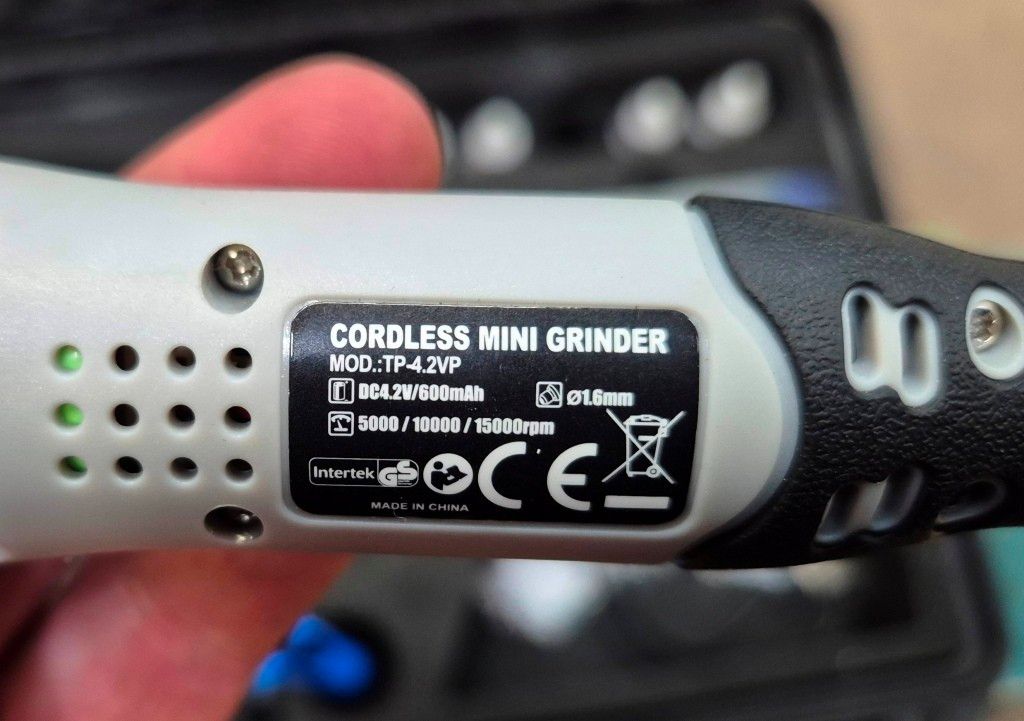 CORDLESS MINI GRINDER
MOD.:TP-4.2VP
DC4.2V/600mAh Ø1.6mm
5000 / 10000 / 15000rpm
Intertek GS CE
MADE IN CHINA